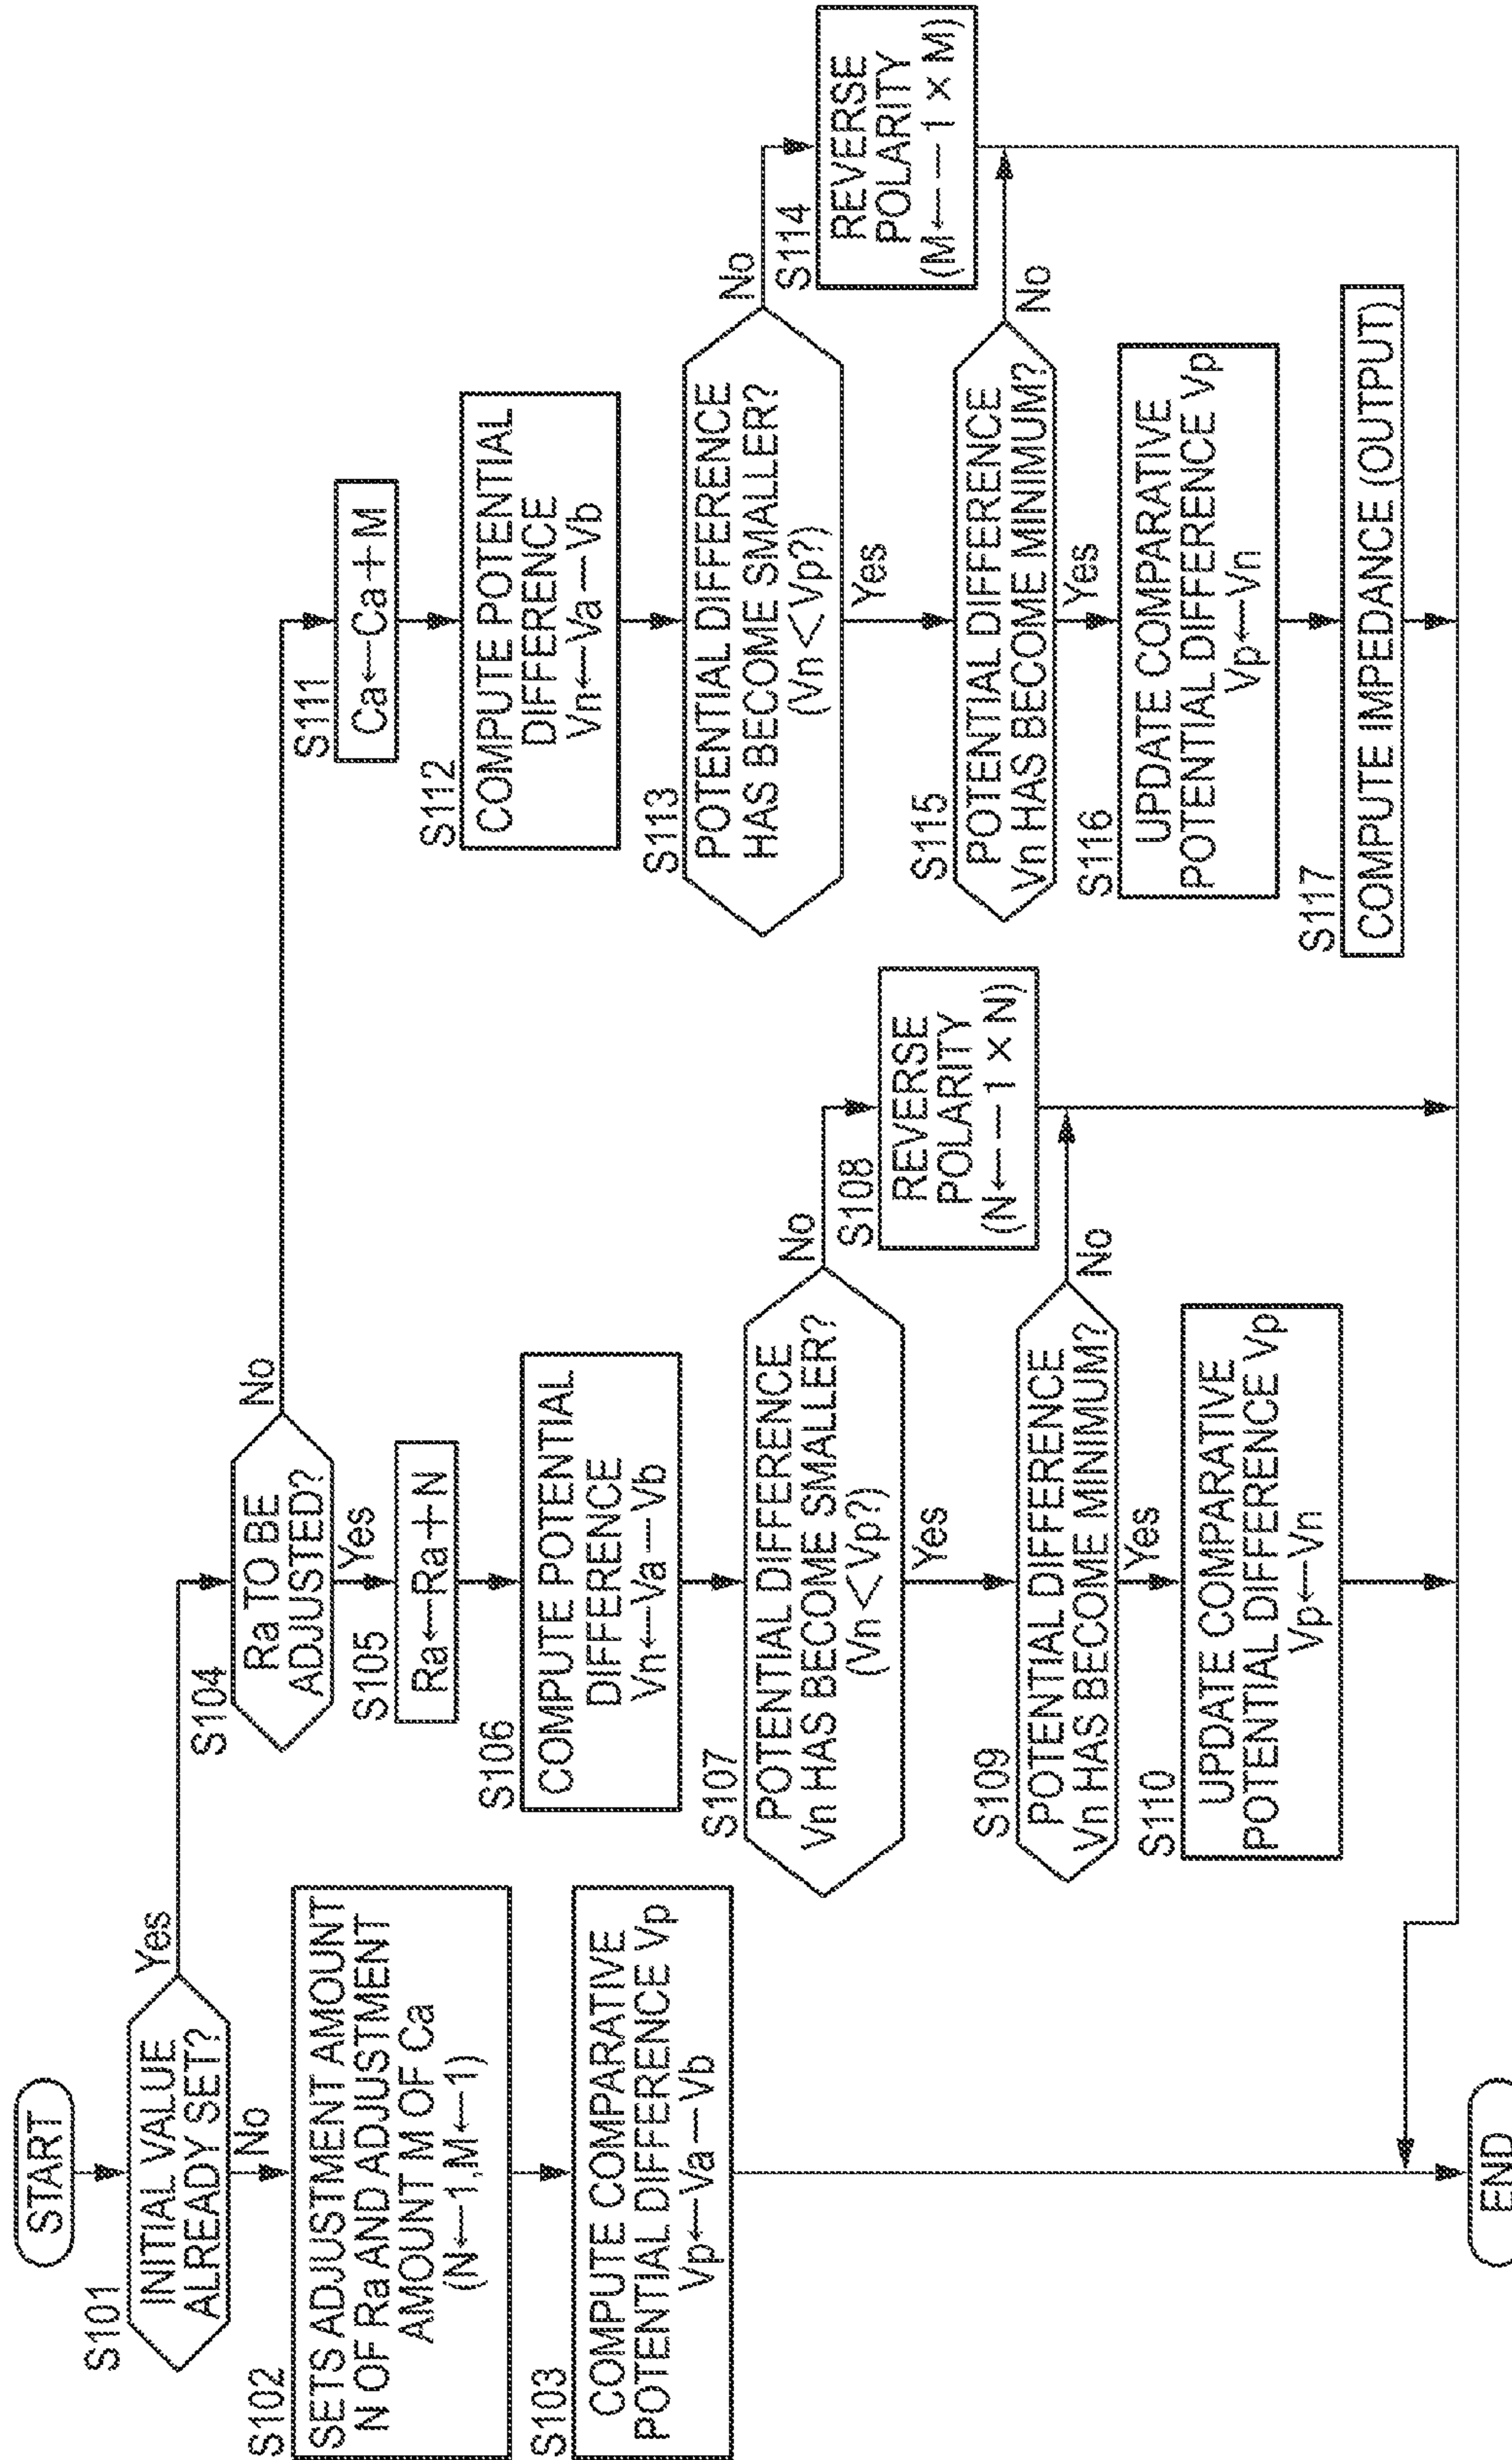 START
S101
INITIAL VALUE
ALREADY SET?
Yes
No
S102
SETS ADJUSTMENT AMOUNT
N OF Ra AND ADJUSTMENT
AMOUNT M OF Ca
(N←1,M←1)
S103
COMPUTE COMPARATIVE
POTENTIAL DIFFERENCE Vp
Vp←Va－Vb
S104
Ra TO BE
ADJUSTED?
No
Yes
S105
Ra←Ra＋N
S106
COMPUTE POTENTIAL
DIFFERENCE
Vn←Va－Vb
S107
POTENTIAL DIFFERENCE
Vn HAS BECOME SMALLER?
(Vn＜Vp?)
No
Yes
S108
REVERSE
POLARITY
(N←－1×N)
S109
POTENTIAL DIFFERENCE
Vn HAS BECOME MINIMUM?
No
Yes
S110
UPDATE COMPARATIVE
POTENTIAL DIFFERENCE Vp
Vp←Vn
S111
Ca←Ca＋M
S112
COMPUTE POTENTIAL
DIFFERENCE
Vn←Va－Vb
S113
POTENTIAL DIFFERENCE
HAS BECOME SMALLER?
(Vn＜Vp?)
No
Yes
S114
REVERSE
POLARITY
(M←－1×M)
S115
POTENTIAL DIFFERENCE
Vn HAS BECOME MINIMUM?
No
Yes
S116
UPDATE COMPARATIVE
POTENTIAL DIFFERENCE Vp
Vp←Vn
S117
COMPUTE IMPEDANCE (OUTPUT)
END